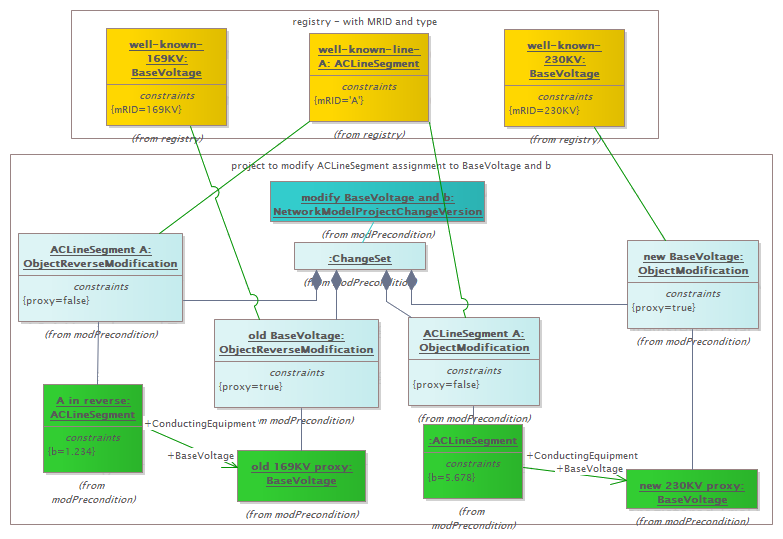 registry - with MRID and type
well-known-
169KV:
BaseVoltage
constraints
{mRID=169KV}
(from registry)
well-known-line-
A: ACLineSegment
constraints
{mRID='A'}
(from registry)
well-known-
230KV:
BaseVoltage
constraints
{mRID=230KV}
(from registry)
project to modify ACLineSegment assignment to BaseVoltage and b
modify BaseVoltage and b:
NetworkModelProjectChangeVersion
(from modPrecondition)
:ChangeSet
(from modPrecondition)
ACLineSegment A:
ObjectReverseModification
constraints
{proxy=false}
(from modPrecondition)
new BaseVoltage:
ObjectModification
constraints
{proxy=true}
(from modPrecondition)
old BaseVoltage:
ObjectReverseModification
constraints
{proxy=true}
m modPrecondition)
ACLineSegment A:
ObjectModification
constraints
{proxy=false}
(from modPrecondition)
A in reverse:
ACLineSegment
constraints
{b=1.234}
(from
modPrecondition)
+ConductingEquipment
+BaseVoltage
old 169KV proxy:
BaseVoltage
(from modPrecondition)
:ACLineSegment
constraints
{b=5.678}
(from
modPrecondition)
+ConductingEquipment
+BaseVoltage
new 230KV proxy:
BaseVoltage
(from modPrecondition)